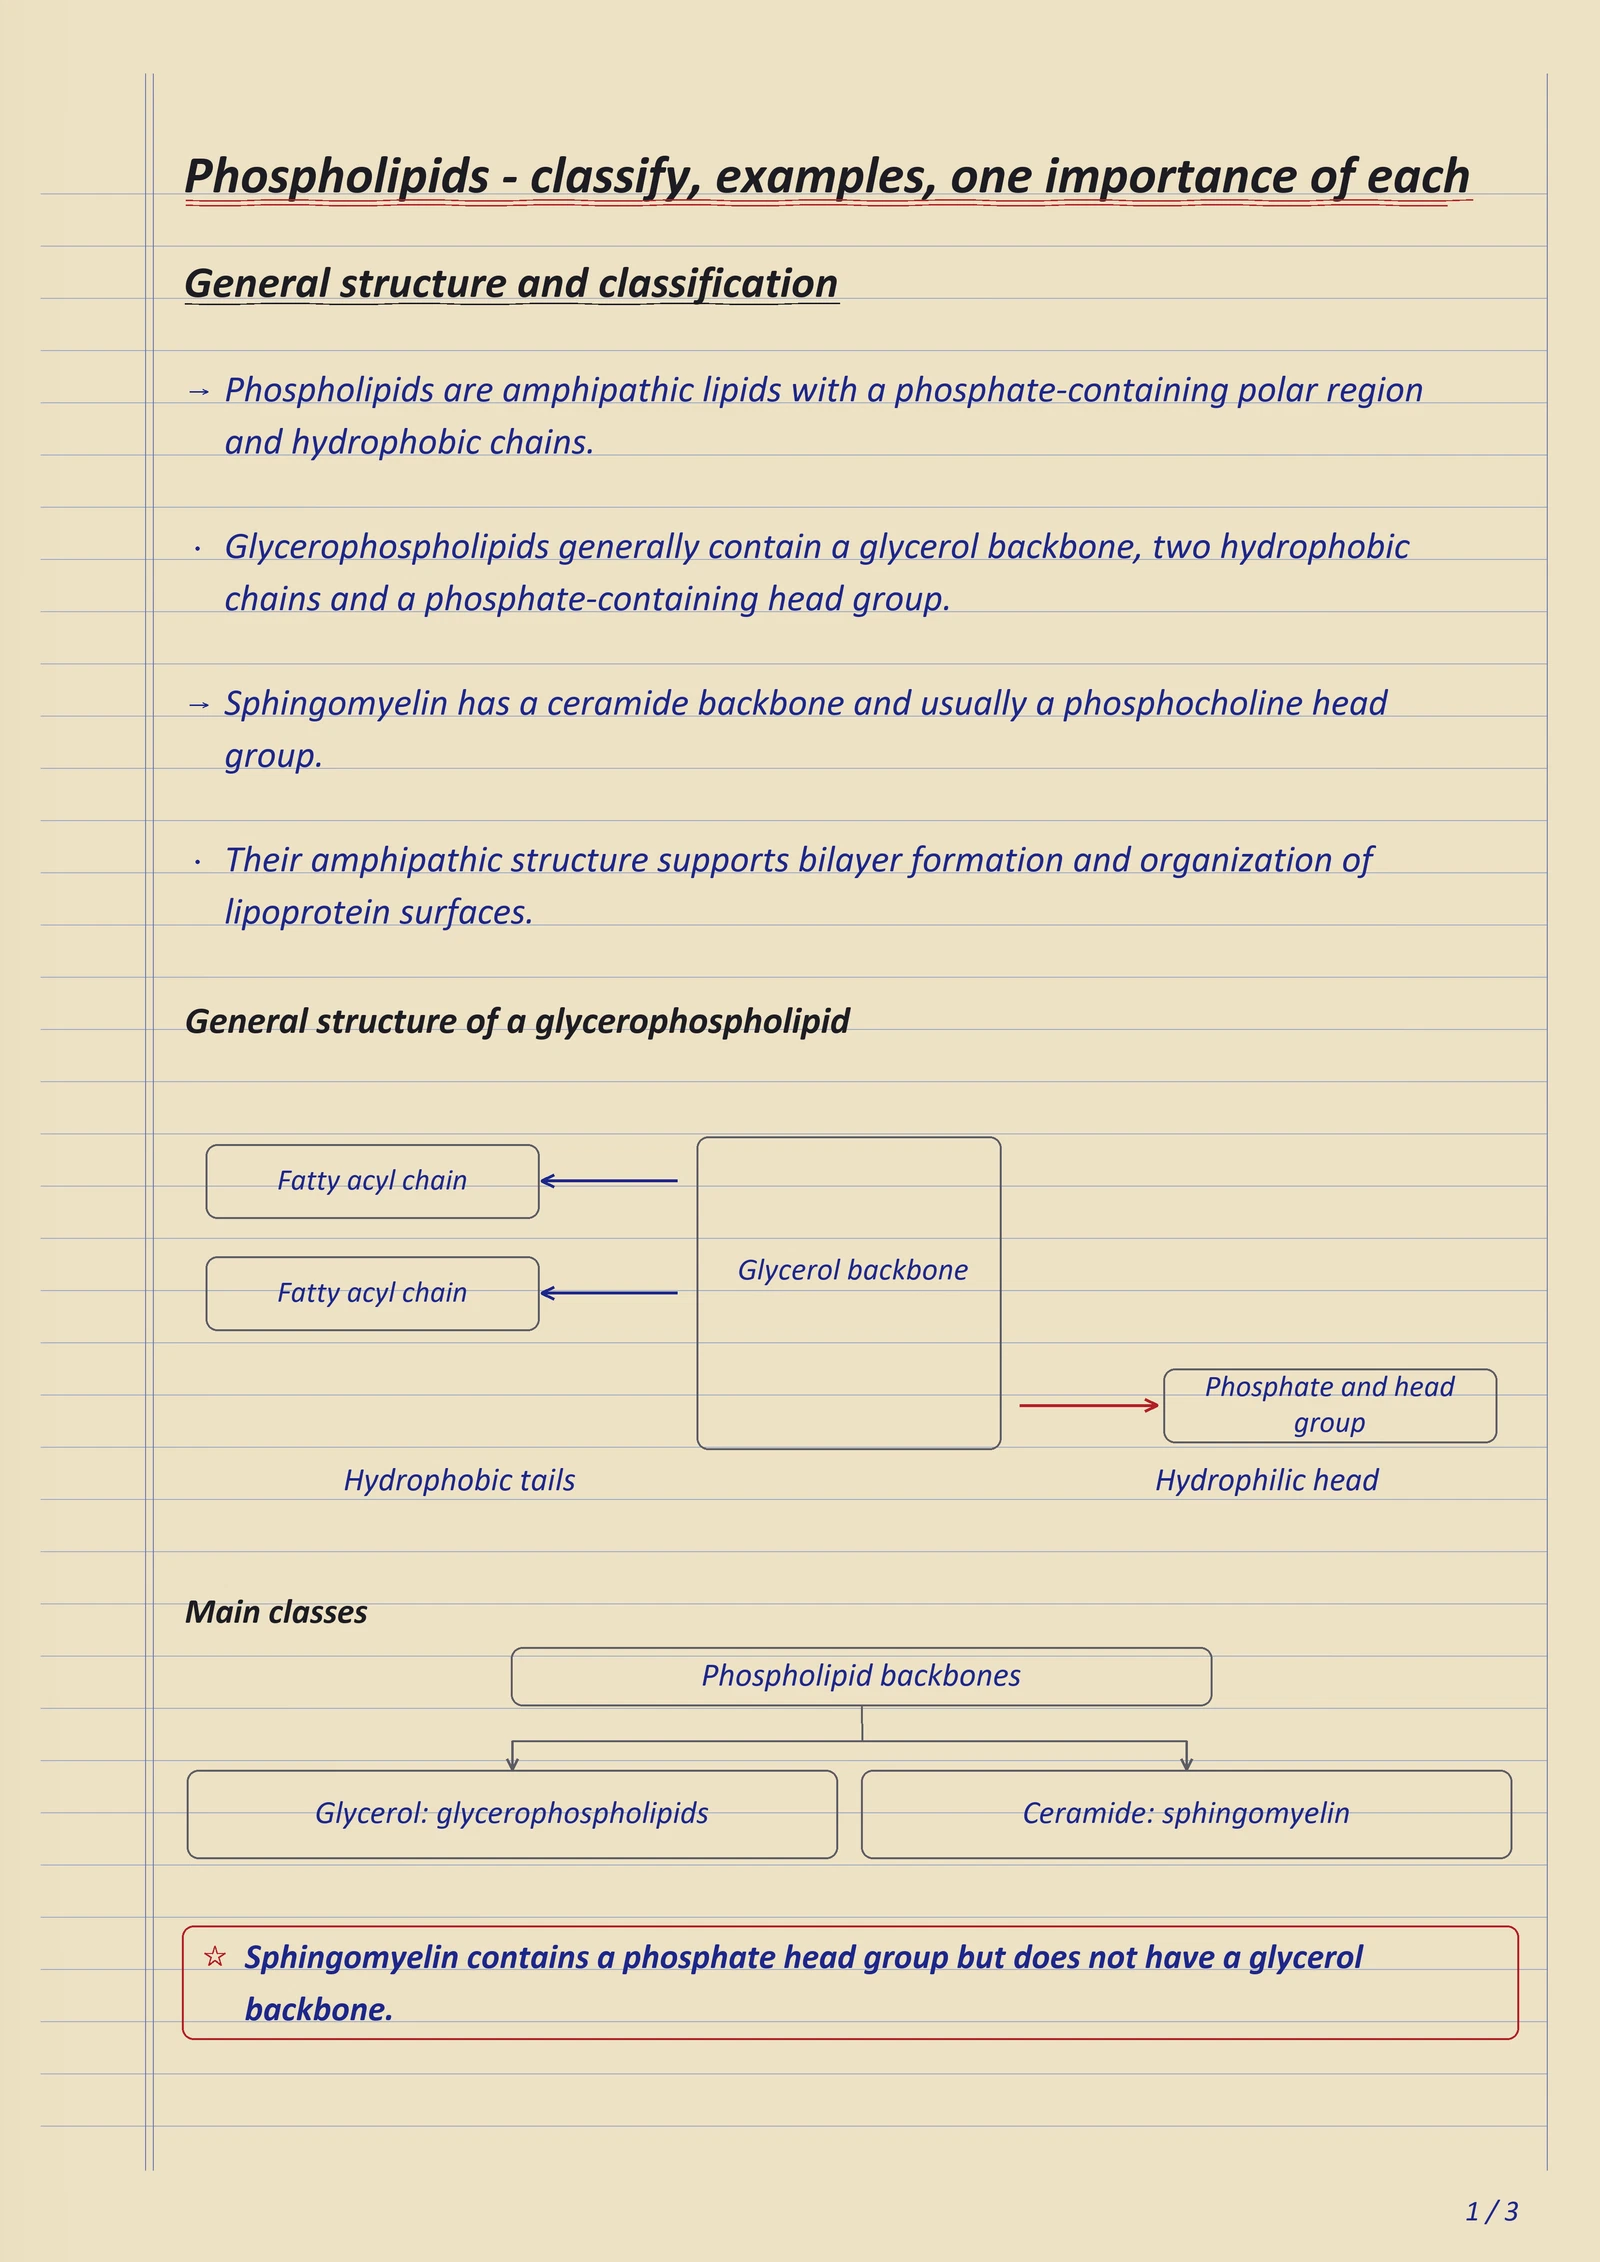 Phospholipids - classify, examples, one importance of each
General structure and classification
→ Phospholipids are amphipathic lipids with a phosphate-containing polar region
and hydrophobic chains.
· Glycerophospholipids generally contain a glycerol backbone, two hydrophobic
chains and a phosphate-containing head group.
→ Sphingomyelin has a ceramide backbone and usually a phosphocholine head
group.
· Their amphipathic structure supports bilayer formation and organization of
lipoprotein surfaces.
General structure of a glycerophospholipid
Fatty acyl chain
Glycerol backbone
Fatty acyl chain
Phosphate and head
group
Hydrophobic tails
Hydrophilic head
Main classes
Phospholipid backbones
Glycerol: glycerophospholipids
Ceramide: sphingomyelin
☆ Sphingomyelin contains a phosphate head group but does not have a glycerol
backbone.
1 / 3